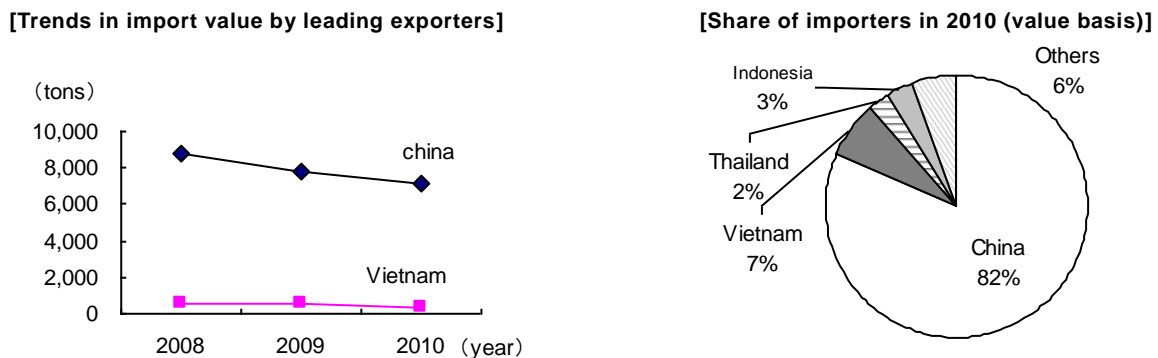 [Trends in import value by leading exporters]
（tons）
10,000
8,000
6,000
4,000
2,000
0
china
Vietnam
2008 2009 2010 （year）
[Share of importers in 2010 (value basis)]
Others
6%
Indonesia
3%
Thailand
2%
Vietnam
7%
China
82%